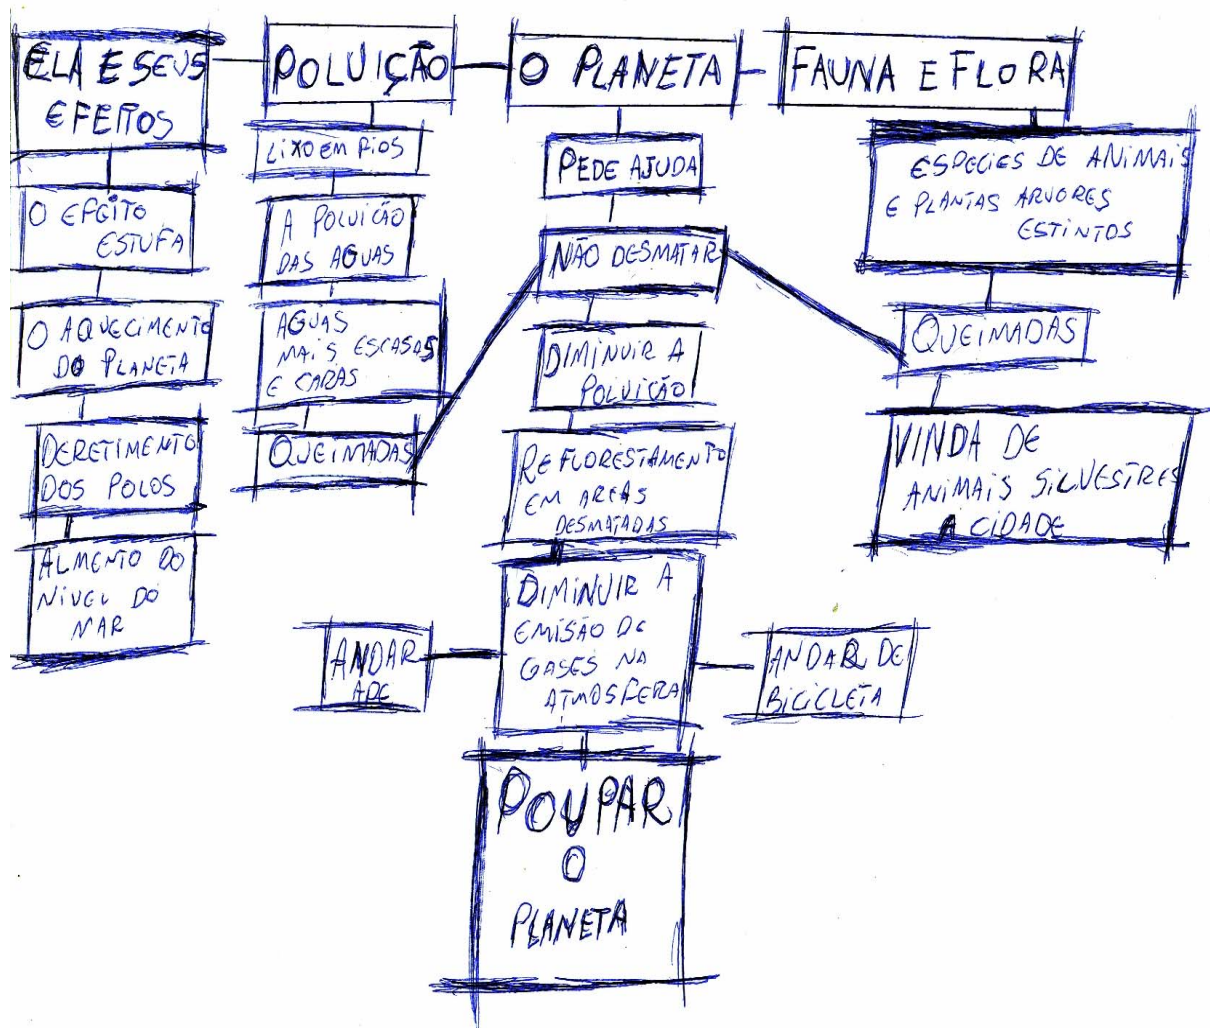 ELA E SEUS
EFEITOS
POLUIÇÃO
O PLANETA
FAUNA E FLORA
O EFEITO
ESTUFA
O AQUECIMENTO
DO PLANETA
DERETIMENTO
DOS POLOS
ALMENTO DO
NIVEL DO
MAR
LIXO EM RIOS
A POLUICÃO
DAS AGUAS
AGUAS
MAIS ESCASAS
E CARAS
QUEIMADAS
PEDE AJUDA
NÃO DESMATAR
DIMINUIR A
POLUICÃO
REFLORESTAMENTO
EM AREAS
DESMATADAS
DIMINUIR A
EMISÃO DE
GASES NA
ATMOSFERA
ANDAR
APE
ANDAR DE
BICICLETA
POUPAR
O
PLANETA
ESPECIES DE ANIMAIS
E PLANTAS ARVORES
ESTINTOS
QUEIMADAS
VINDA DE
ANIMAIS SILVESTRES
A CIDADE